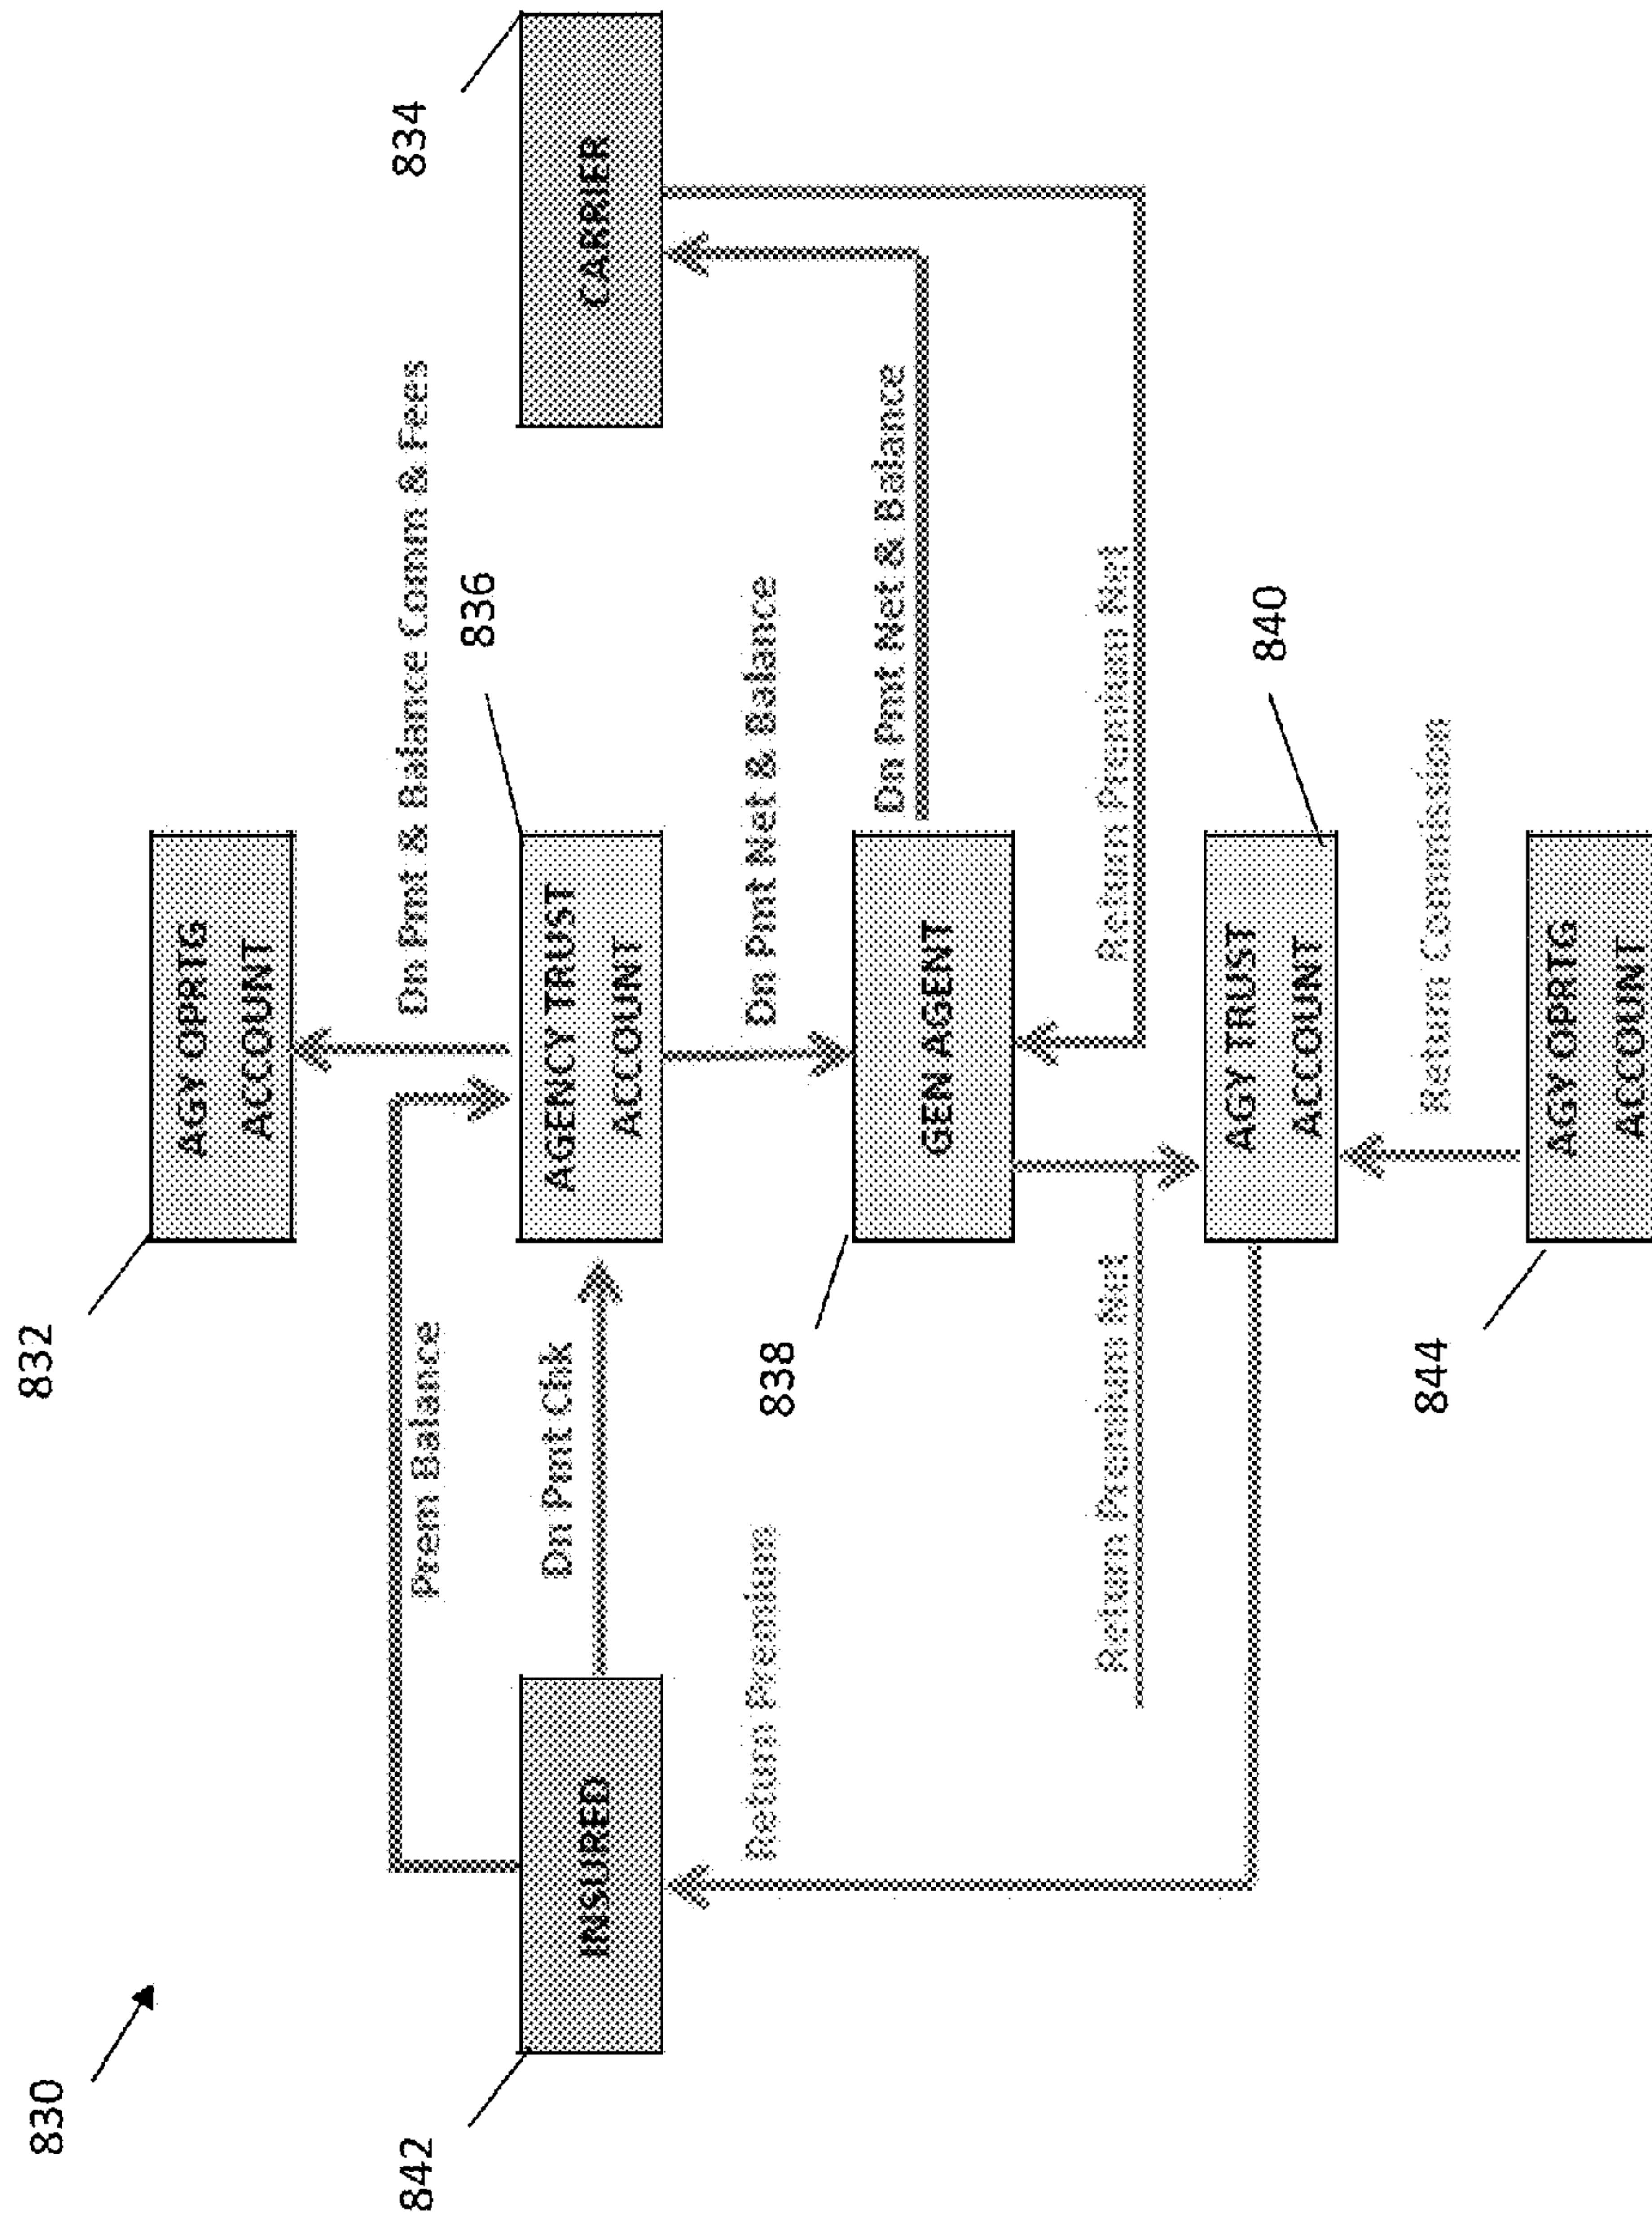 830
832
AGY OPRTG
ACCOUNT
834
Prem Balance
Dn Pmt & Balance Comm & Fees
842
836
INSURED
Dn Pmt Chk
AGENCY TRUST
ACCOUNT
CARRIER
Return Premium
838
Dn Pmt Net & Balance
GEN AGENT
Dn Pmt Net & Balance
Return Premium Net
Return Premium Net
AGY TRUST
ACCOUNT
840
844
Return Commission
AGY OPRTG
ACCOUNT